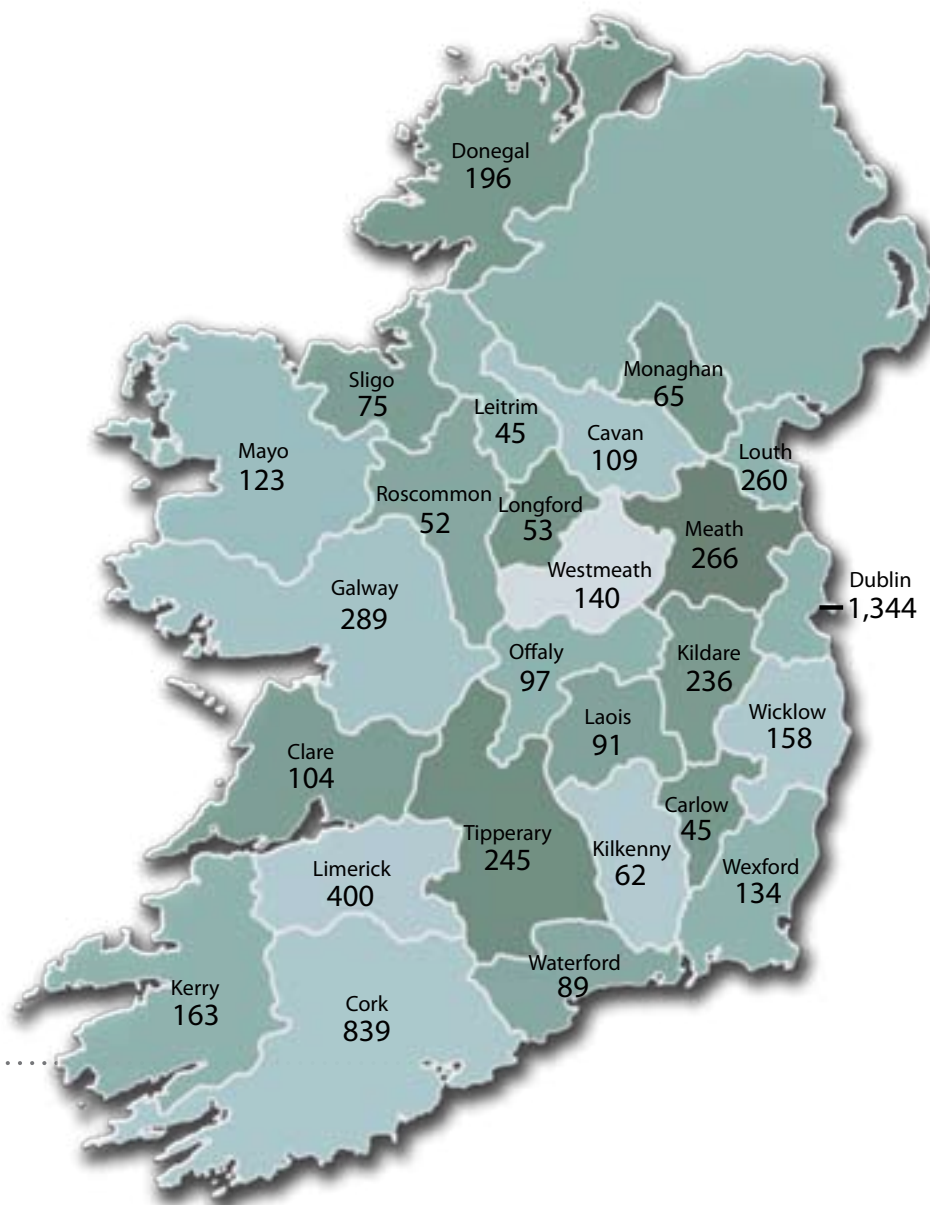 Donegal
196
Monaghan
65
Sligo
75
Leitrim
45
Cavan
109
Louth
260
Mayo
123
Roscommon
52
Longford
53
Meath
266
Westmeath
140
Dublin
1,344
Galway
289
Offaly
97
Kildare
236
Laois
91
Wicklow
158
Clare
104
Carlow
45
Tipperary
245
Kilkenny
62
Limerick
400
Wexford
134
Waterford
89
Kerry
163
Cork
839